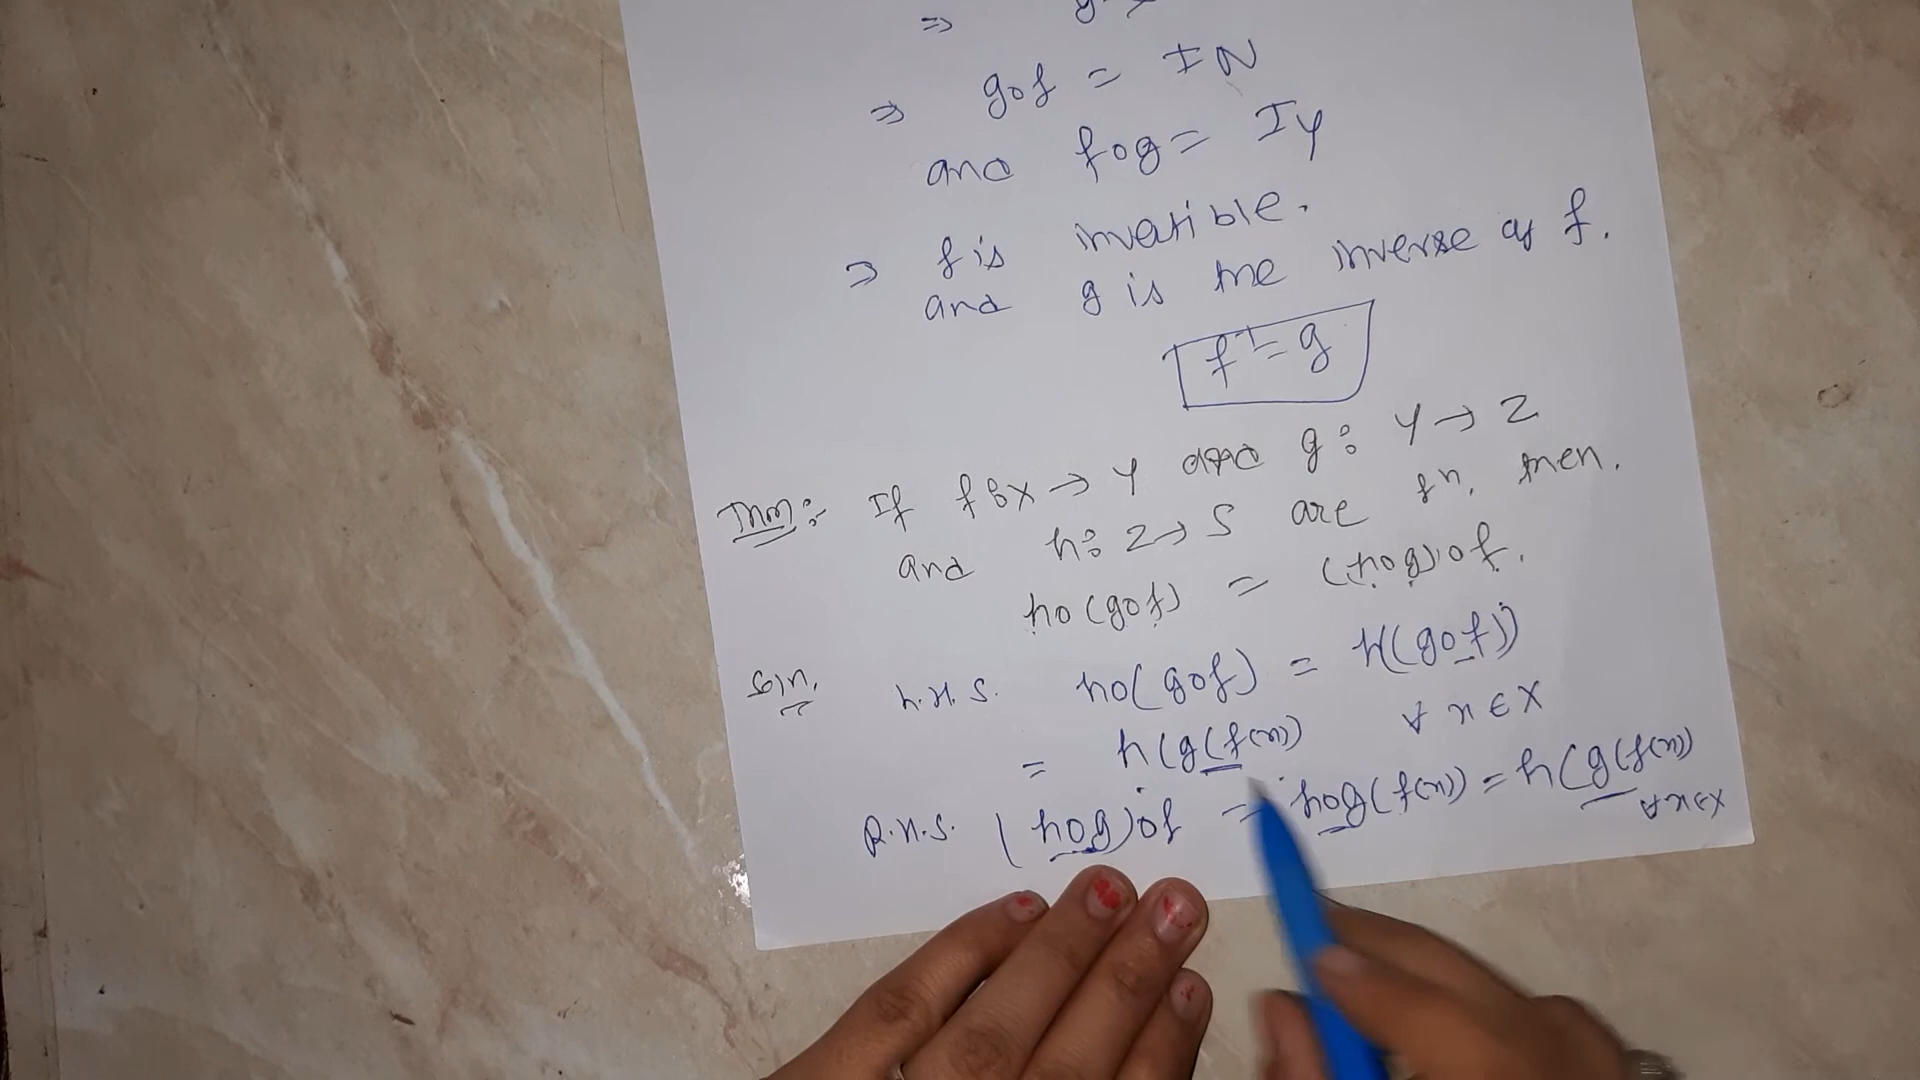 ⇒ gof = IN
and fog = Iy
⇒ f is invertible.
and g is the inverse of f.
f⁻¹ = g
Thm:- If f: X → Y and g: Y → Z
and h: Z → S are fn. then.
ho(gof) = (hog)of.
Soln. L.H.S. ho(gof) = h(gof))
= h(g(f(n)) ∀ n ∈ X
R.H.S. (hog)of = hog(f(n)) = h(g(f(n))
∀ n ∈ X